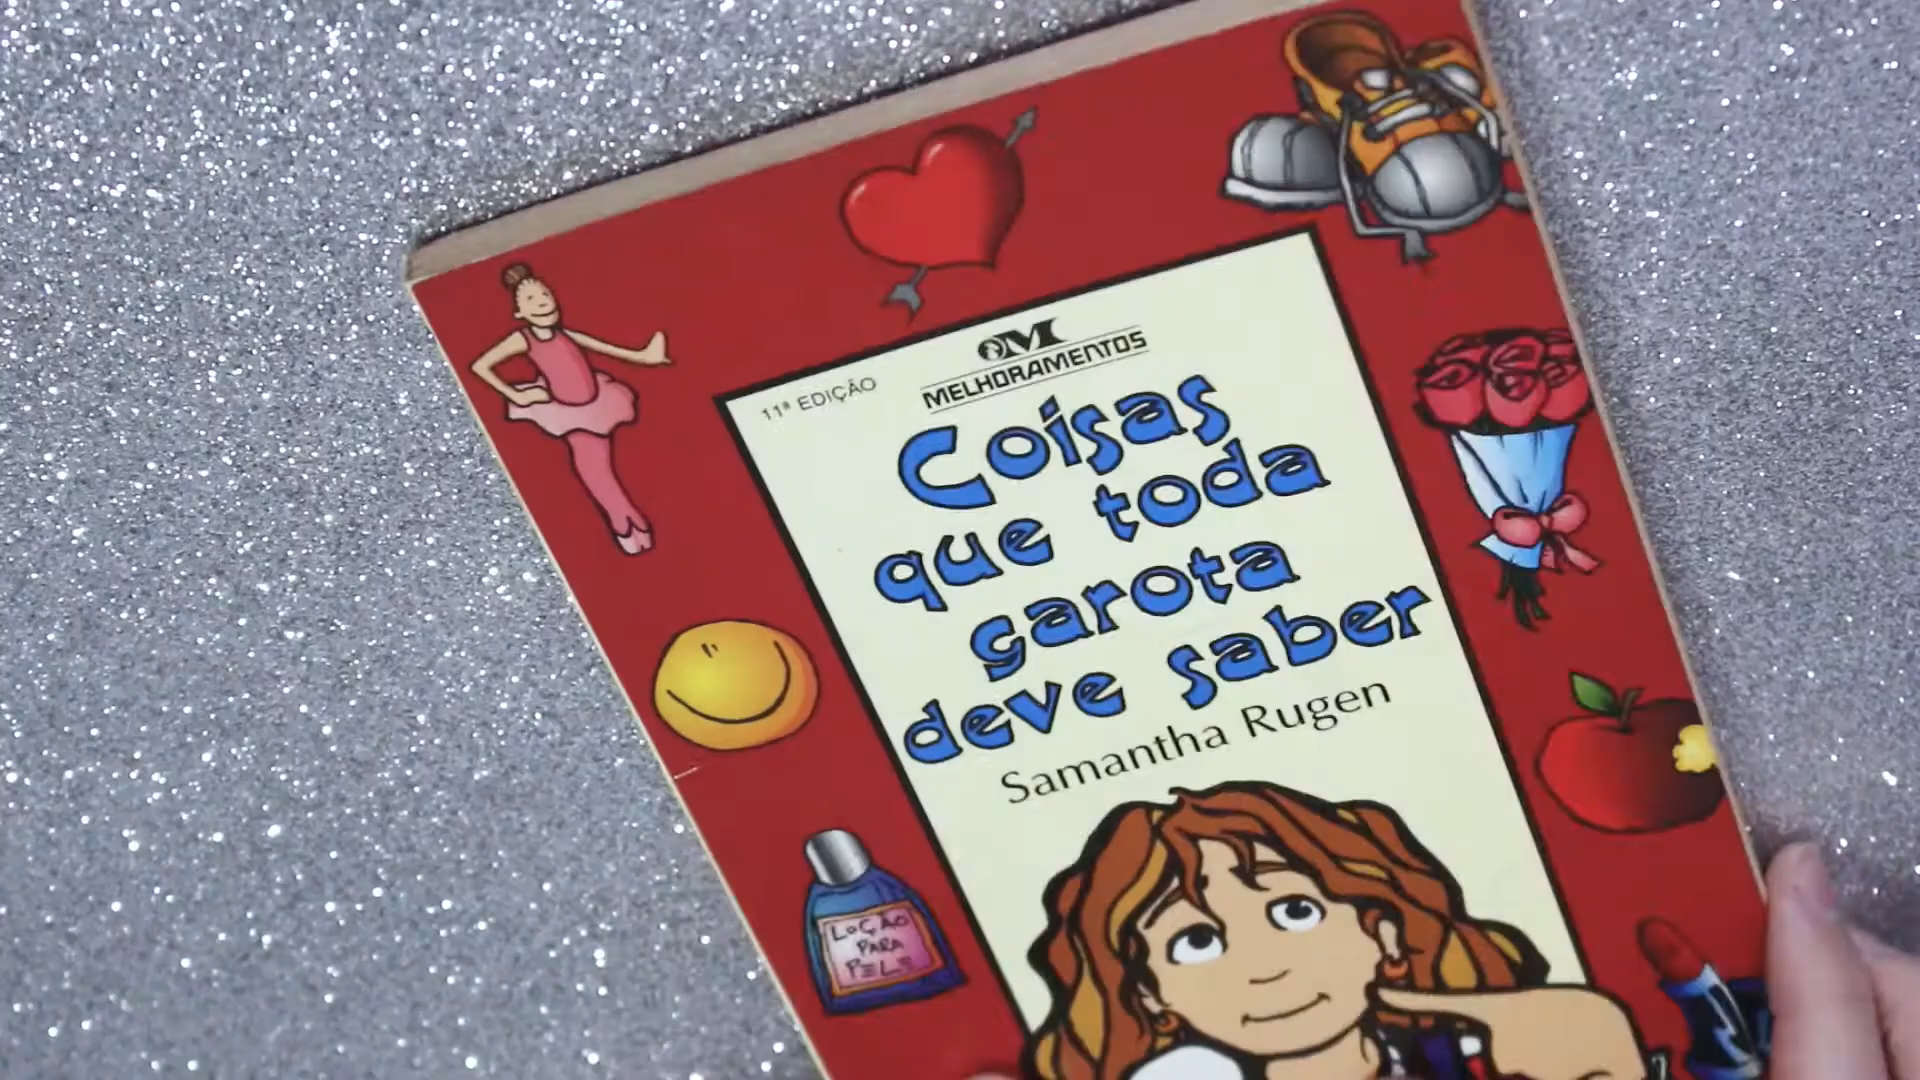 11ª EDIÇÃO
MELHORAMENTOS
Coisas
que toda
garota
deve saber
Samantha Rugen
LOÇÃO
PARA
PELE